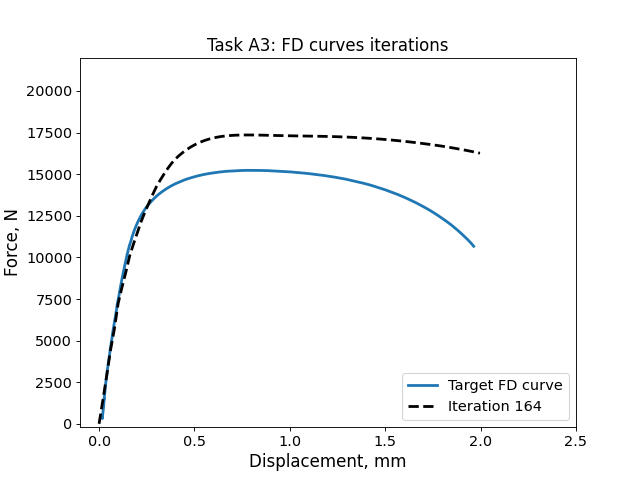 Task A3: FD curves iterations
Force, N
20000
17500
15000
12500
10000
7500
5000
2500
0
0.0 0.5 1.0 1.5 2.0 2.5
Displacement, mm
Target FD curve
Iteration 164